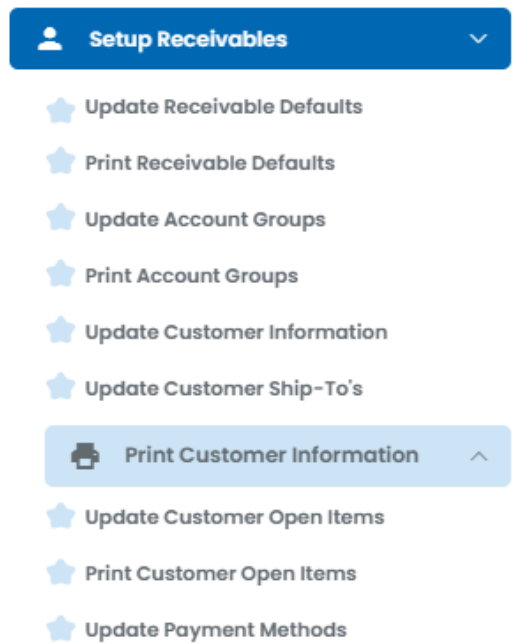 Setup Receivables
Update Receivable Defaults
Print Receivable Defaults
Update Account Groups
Print Account Groups
Update Customer Information
Update Customer Ship-To's
Print Customer Information
Update Customer Open Items
Print Customer Open Items
Update Payment Methods